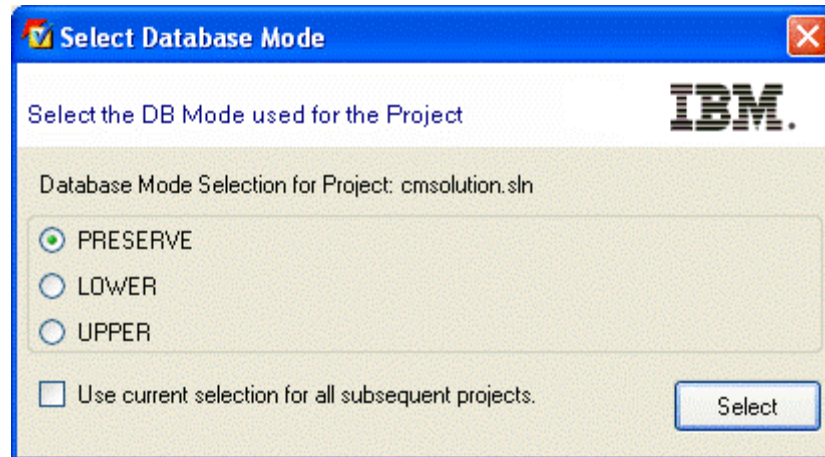 Select Database Mode
Select the DB Mode used for the Project
IBM.
Database Mode Selection for Project: cmsolution.sln
PRESERVE
LOWER
UPPER
Use current selection for all subsequent projects.
Select